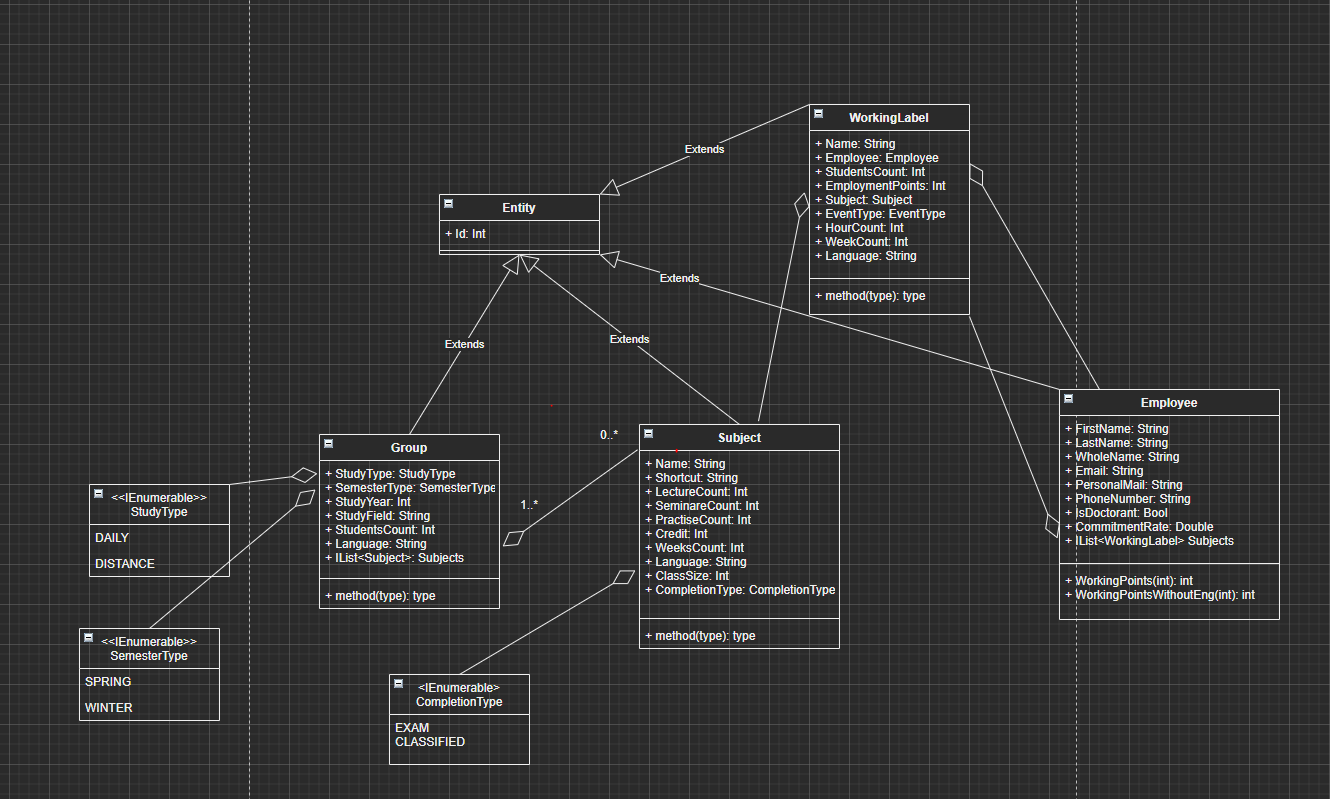 WorkingLabel
+ Name: String
+ Employee: Employee
+ StudentsCount: Int
+ EmploymentPoints: Int
+ Subject: Subject
+ EventType: EventType
+ HourCount: Int
+ WeekCount: Int
+ Language: String
+ method(type): type
Extends
Entity
+ Id: Int
Extends
Extends
Extends
Employee
+ FirstName: String
+ LastName: String
+ WholeName: String
+ Email: String
+ PersonalMail: String
+ PhoneNumber: String
+ IsDoctorant: Bool
+ CommitmentRate: Double
+ IList<WorkingLabel> Subjects
+ WorkingPoints(int): int
+ WorkingPointsWithoutEng(int): int
0..*
1..*
Group
+ StudyType: StudyType
+ SemesterType: SemesterType
+ StudyYear: Int
+ StudyField: String
+ StudentsCount: Int
+ Language: String
+ IList<Subject>: Subjects
+ method(type): type
Subject
+ Name: String
+ Shortcut: String
+ LectureCount: Int
+ SeminareCount: Int
+ PractiseCount: Int
+ Credit: Int
+ WeeksCount: Int
+ Language: String
+ ClassSize: Int
+ CompletionType: CompletionType
+ method(type): type
<<IEnumerable>>
StudyType
DAILY
DISTANCE
<<IEnumerable>>
SemesterType
SPRING
WINTER
<IEnumerable>
CompletionType
EXAM
CLASSIFIED